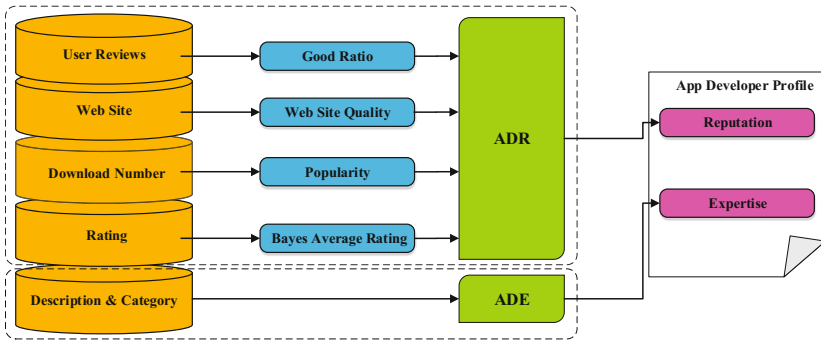 User Reviews
Good Ratio
Web Site
Web Site Quality
ADR
Download Number
Popularity
Rating
Bayes Average Rating
Description & Category
ADE
App Developer Profile
Reputation
Expertise